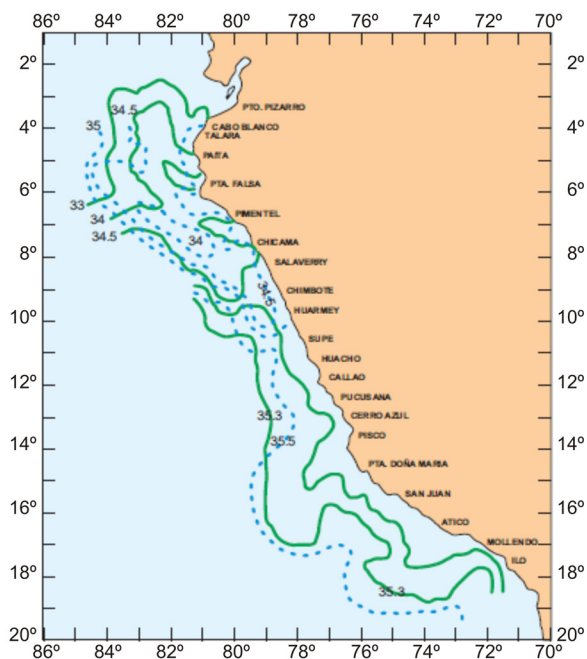 86º 84º 82º 80º 78º 76º 74º 72º 70º
2º 2º
PTO. PIZARRO
34.5
4º 35 CABO BLANCO 4º
TALARA
PAITA
6º PTA. FALSA 6º
33
34 PIMENTEL
34.5 34 CHICAMA
8º SALAVERRY 8º
34.5 CHIMBOTE
10º HUARMEY 10º
SUPE
HUACHO
12º CALLAO 12º
PUCUSANA
35.3 CERRO AZUL
14º 35.5 PISCO 14º
PTA. DOÑA MARIA
SAN JUAN
16º ATICO 16º
MOLLENDO
ILO
18º 35.3 18º
20º 20º
86º 84º 82º 80º 78º 76º 74º 72º 70º